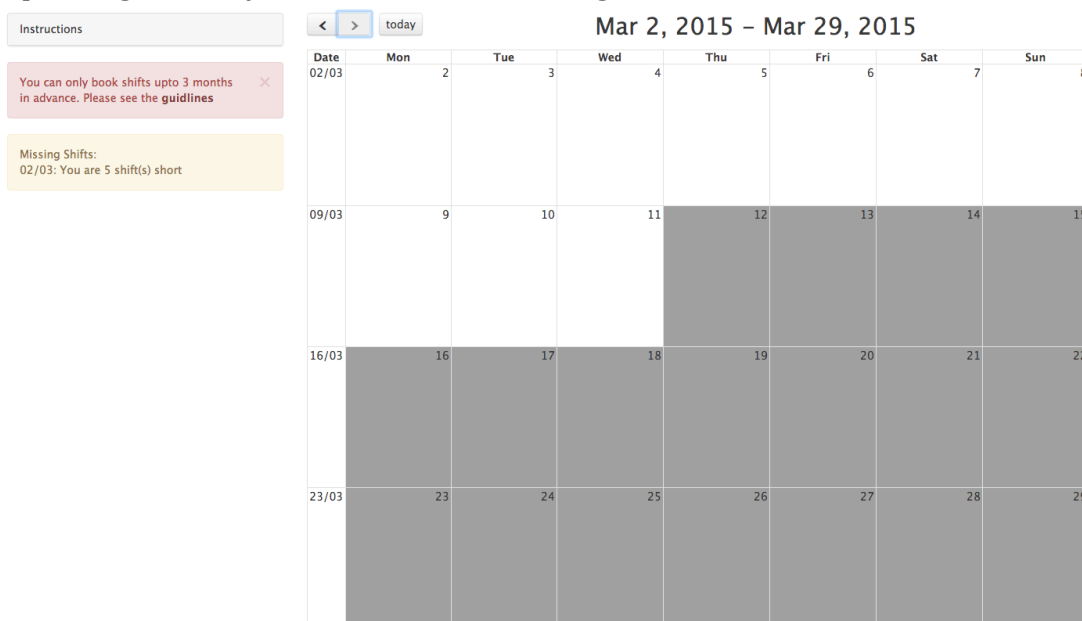 Instructions
You can only book shifts upto 3 months
in advance. Please see the guidlines
×
Missing Shifts:
02/03: You are 5 shift(s) short
< > today
Mar 2, 2015 – Mar 29, 2015
Date Mon Tue Wed Thu Fri Sat Sun
02/03 2 3 4 5 6 7
09/03 9 10 11 12 13 14
16/03 16 17 18 19 20 21
23/03 23 24 25 26 27 28